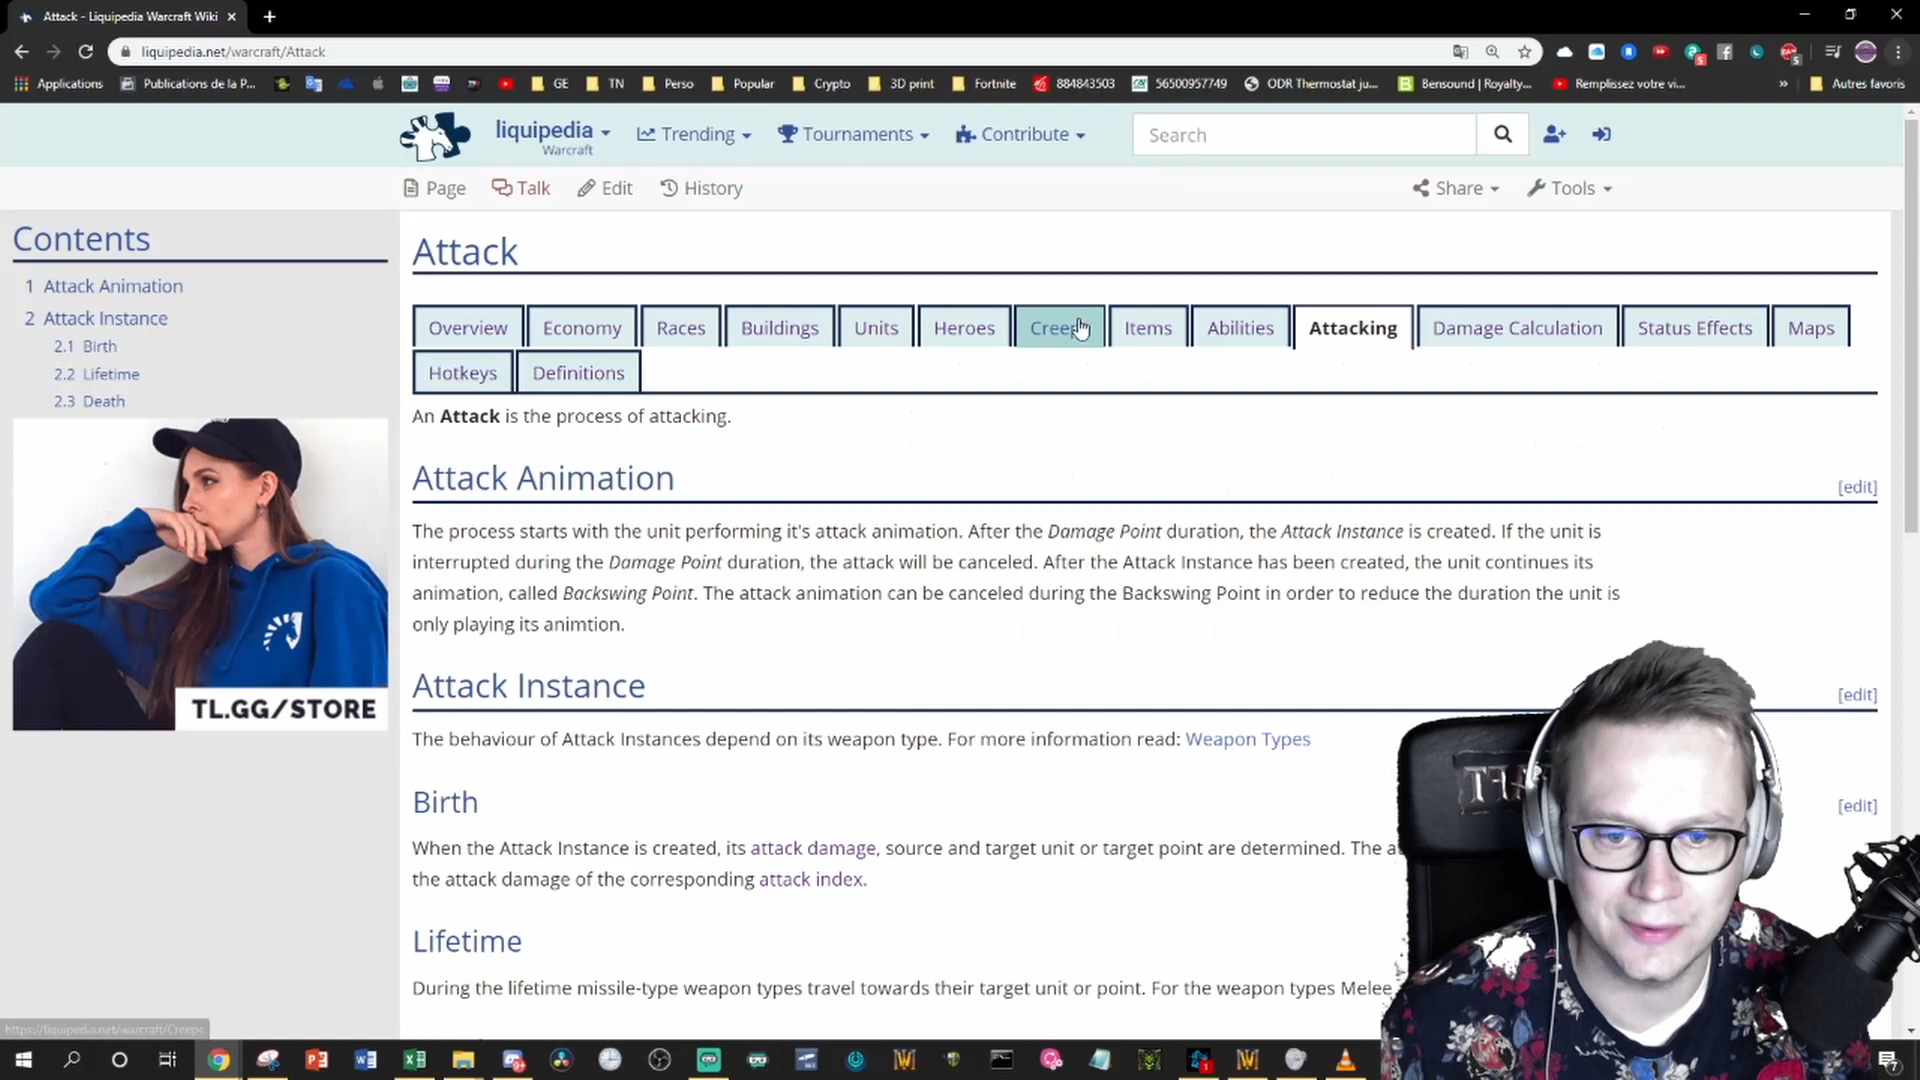 Attack - Liquipedia Warcraft Wiki
liquipedia.net/warcraft/Attack
Applications Publications de la P... GE TN Perso Popular Crypto 3D print Fortnite 884843503 56500957749 ODR Thermostat ju... Bensound | Royalty... Remplissez votre vi... » Autres favoris
liquipedia Trending Tournaments Contribute Search
Warcraft
Page Talk Edit History Share Tools
Contents
1 Attack Animation
2 Attack Instance
2.1 Birth
2.2 Lifetime
2.3 Death
TL.GG/STORE
Attack
Overview Economy Races Buildings Units Heroes Creeps Items Abilities Attacking Damage Calculation Status Effects Maps
Hotkeys Definitions
An Attack is the process of attacking.
Attack Animation [edit]
The process starts with the unit performing it's attack animation. After the Damage Point duration, the Attack Instance is created. If the unit is
interrupted during the Damage Point duration, the attack will be canceled. After the Attack Instance has been created, the unit continues its
animation, called Backswing Point. The attack animation can be canceled during the Backswing Point in order to reduce the duration the unit is
only playing its animtion.
Attack Instance [edit]
The behaviour of Attack Instances depend on its weapon type. For more information read: Weapon Types
Birth [edit]
When the Attack Instance is created, its attack damage, source and target unit or target point are determined. The
the attack damage of the corresponding attack index.
Lifetime
During the lifetime missile-type weapon types travel towards their target unit or point. For the weapon types Melee
https://liquipedia.net/warcraft/Creeps